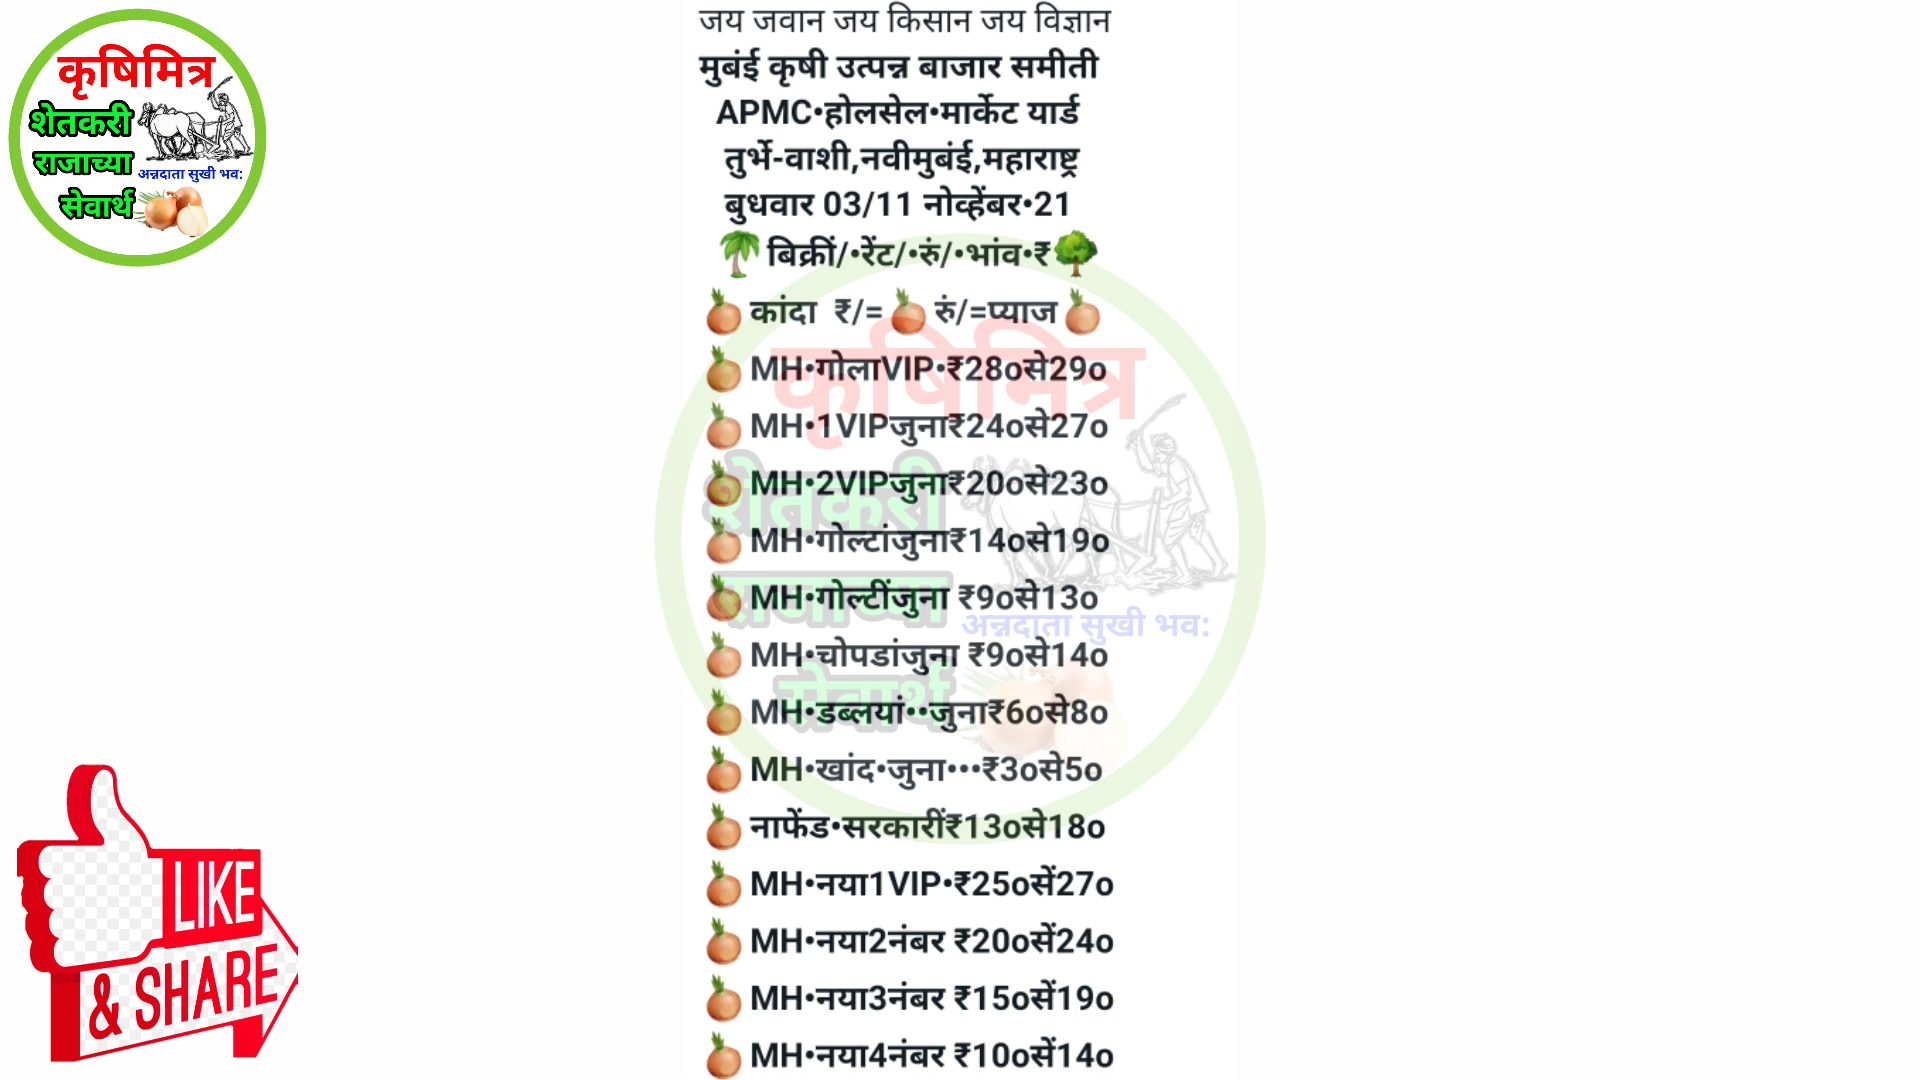 कृषिमित्र
शेतकरी
राजाच्या
सेवार्थ
अन्नदाता सुखी भव:
जय जवान जय किसान जय विज्ञान
मुबंई कृषी उत्पन्न बाजार समीती
APMC•होलसेल•मार्केट यार्ड
तुर्भे-वाशी,नवीमुबंई,महाराष्ट्र
बुधवार 03/11 नोव्हेंबर•21
🌴बिक्रीं/•रेंट/•रुं/•भांव•₹🌳
🧅कांदा ₹/=🧅रुं/=प्याज🧅
🧅MH•गोलाVIP•₹28oसे29o
🧅MH•1VIPजुना₹24oसे27o
🧅MH•2VIPजुना₹20oसे23o
🧅MH•गोल्टांजुना₹14oसे19o
🧅MH•गोल्टींजुना ₹9oसे13o
🧅MH•चोपडांजुना ₹9oसे14o
🧅MH•डब्लयां••जुना₹6oसे8o
🧅MH•खांद•जुना•••₹3oसे5o
🧅नाफेंड•सरकारीं₹13oसे18o
🧅MH•नया1VIP•₹25oसें27o
🧅MH•नया2नंबर ₹20oसें24o
🧅MH•नया3नंबर ₹15oसें19o
🧅MH•नया4नंबर ₹10oसें14o
कृषिमित्र
शेतकरी
राजाच्या
सेवार्थ
अन्नदाता सुखी भव:
LIKE
& SHARE